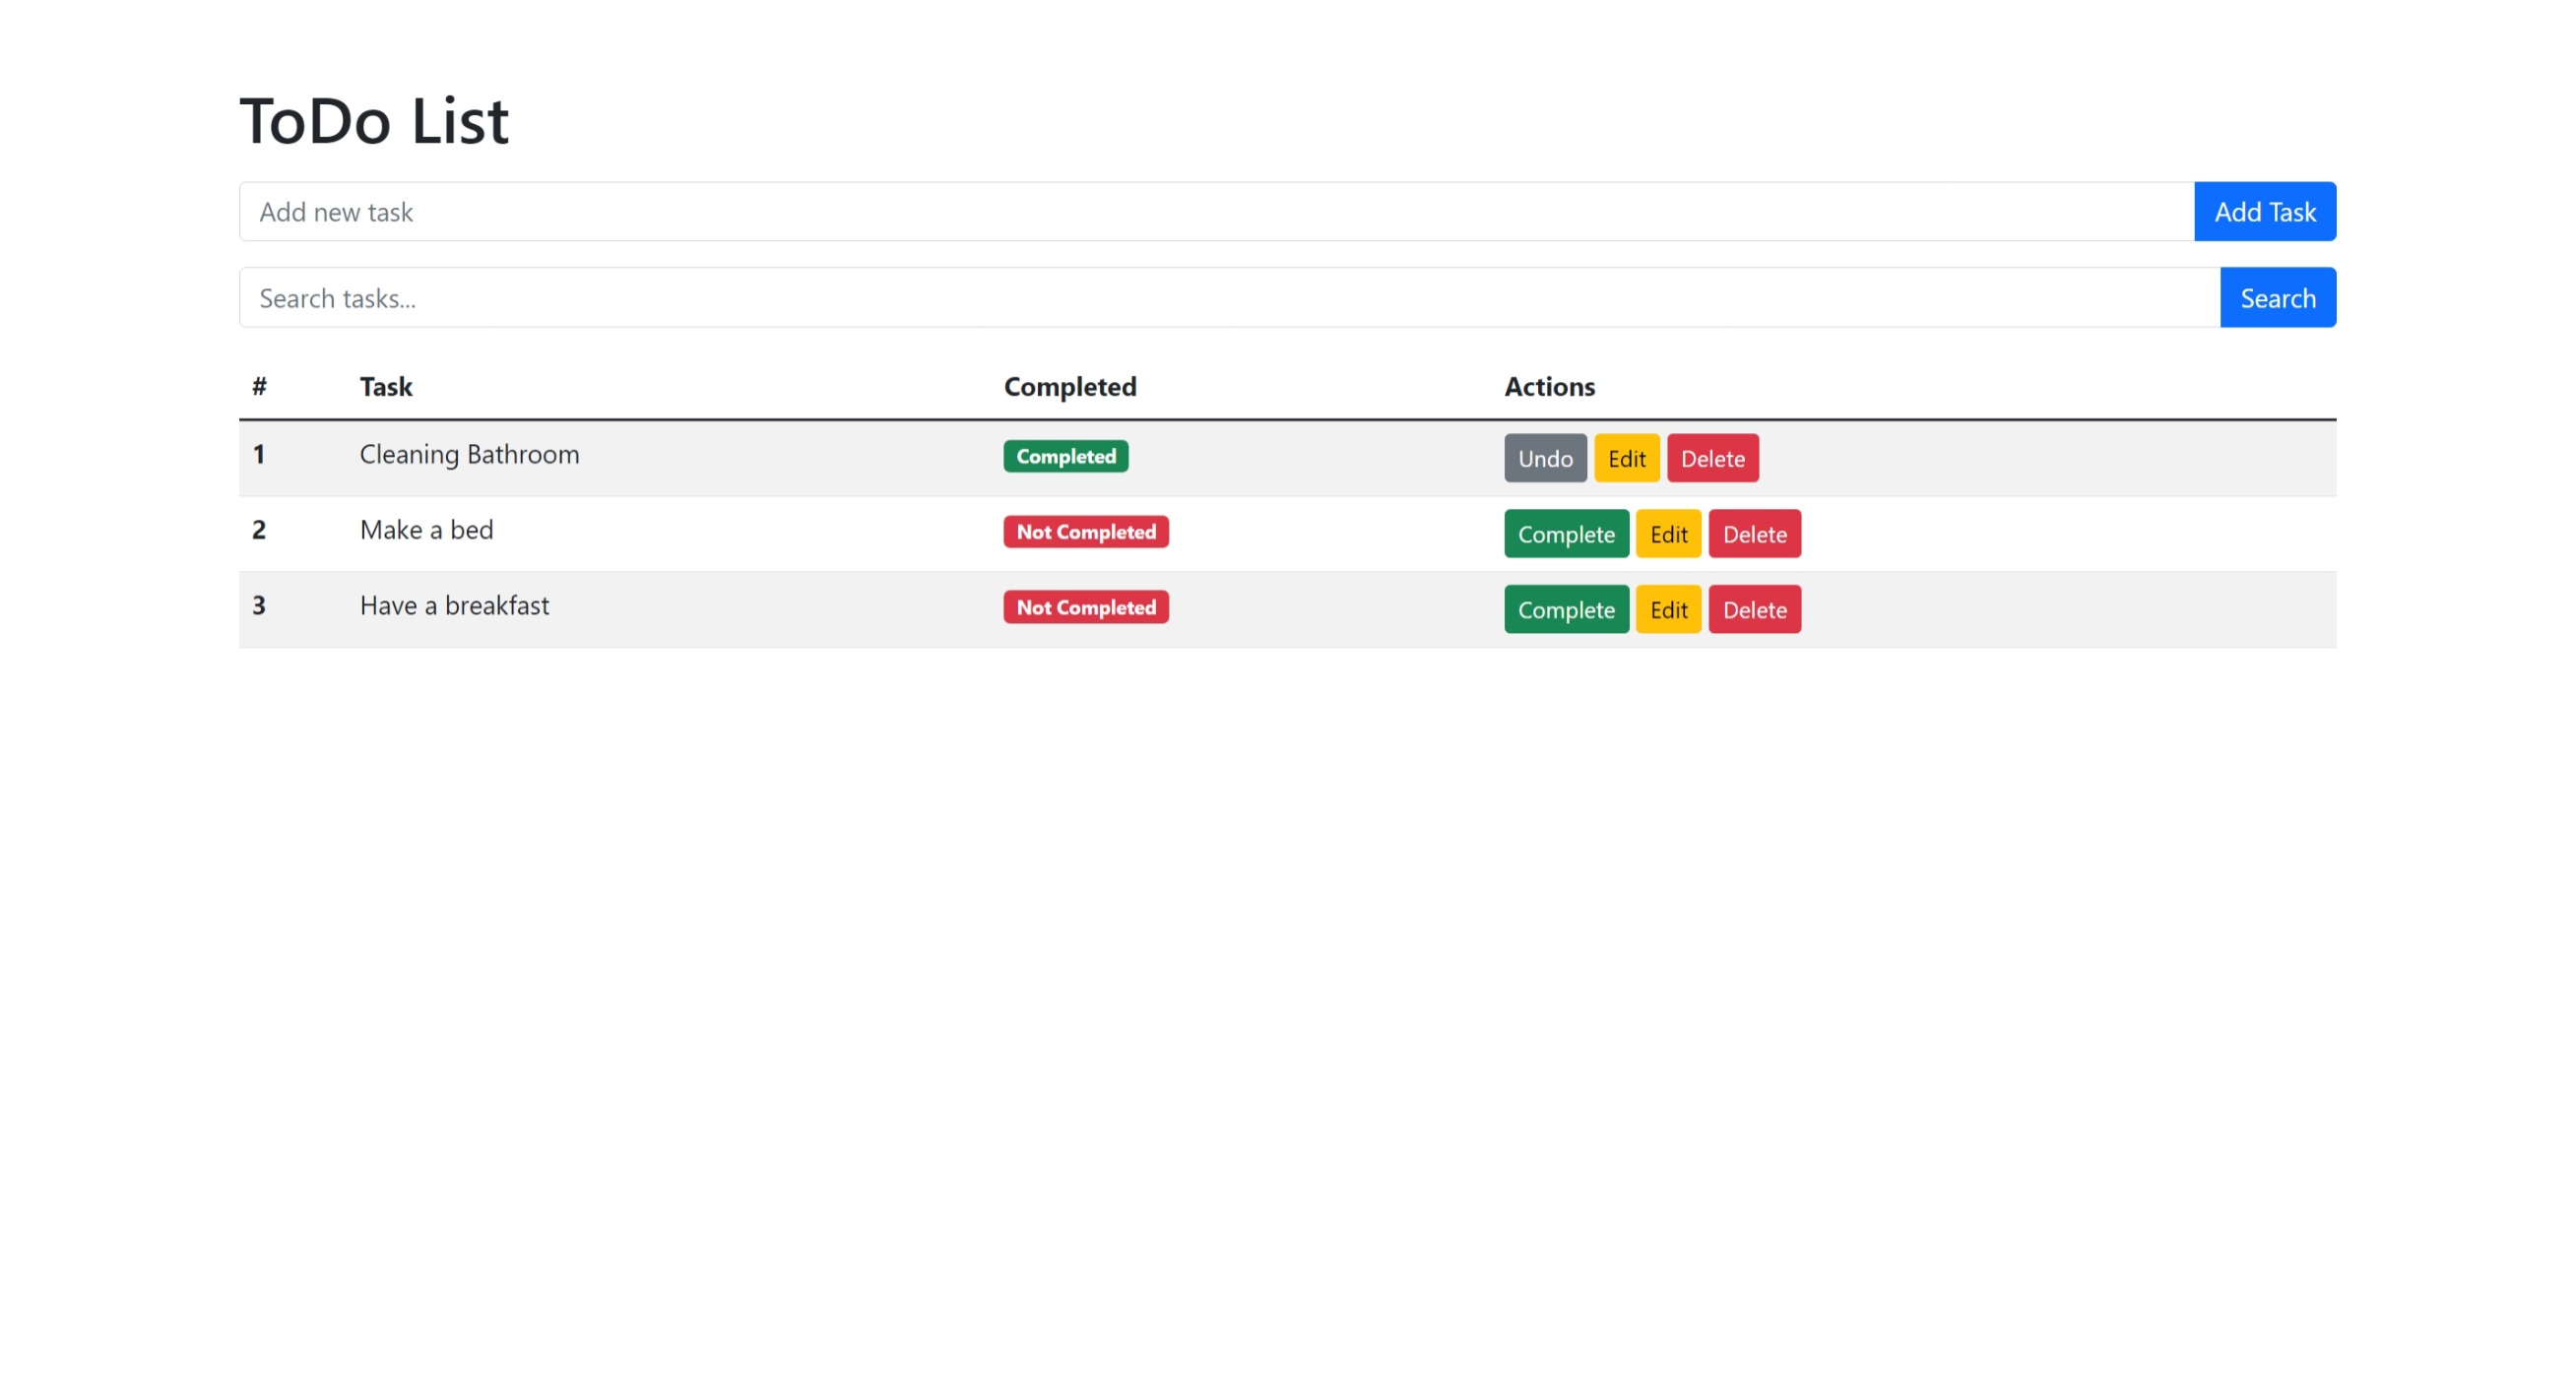 ToDo List
Add new task Add Task
Search tasks... Search
# Task Completed Actions
1 Cleaning Bathroom Completed Undo Edit Delete
2 Make a bed Not Completed Complete Edit Delete
3 Have a breakfast Not Completed Complete Edit Delete